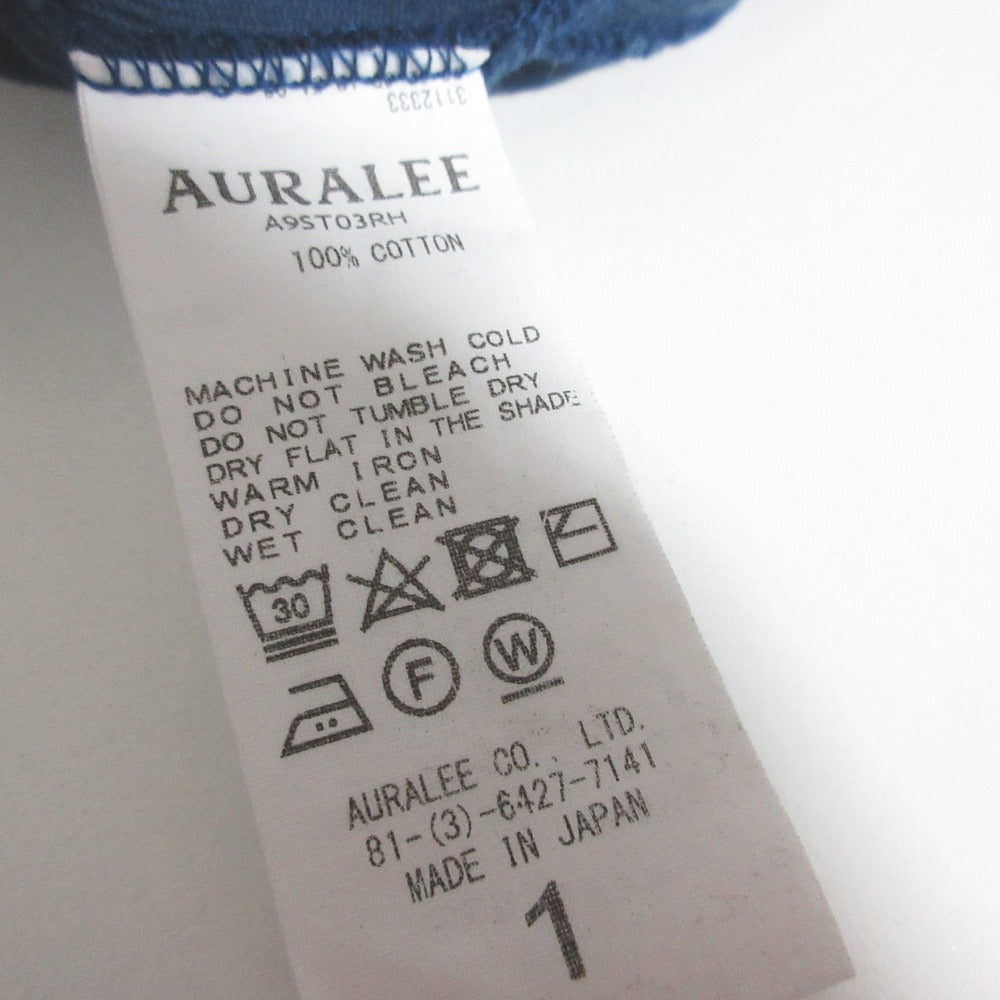 3112333
AURALEE
A9ST03RH
100% COTTON
MACHINE WASH COLD
DO NOT BLEACH
DO NOT TUMBLE DRY
DRY FLAT IN THE SHADE
WARM IRON
DRY CLEAN
WET CLEAN
30
F
W
AURALEE CO., LTD.
81-(3)-6427-7141
MADE IN JAPAN
1